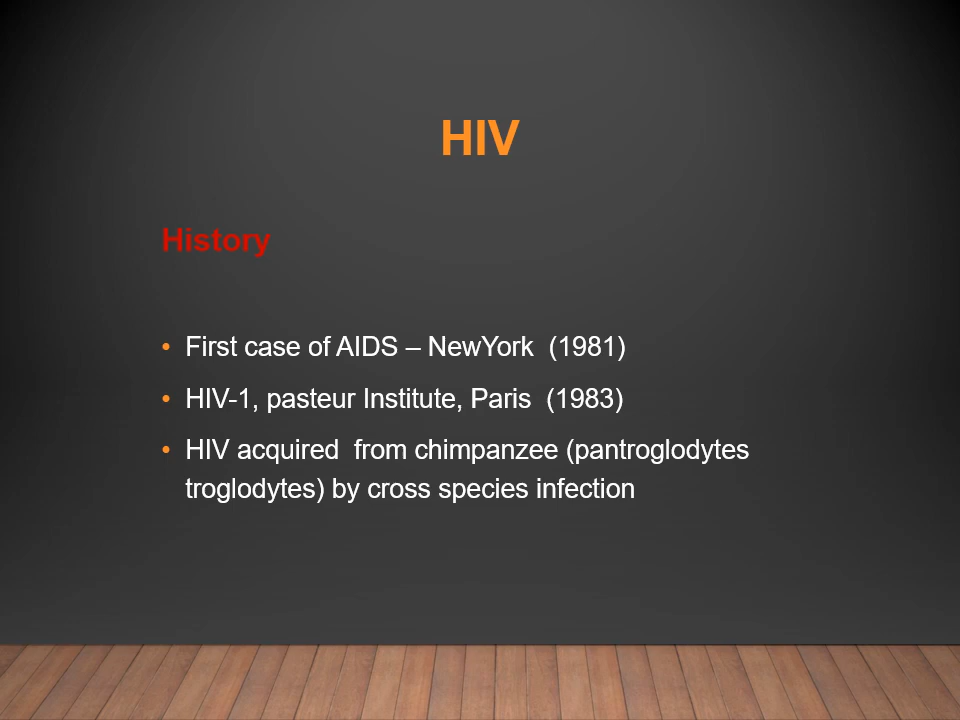 HIV
History
• First case of AIDS – NewYork  (1981)
• HIV-1, pasteur Institute, Paris  (1983)
• HIV acquired  from chimpanzee (pantroglodytes
troglodytes) by cross species infection